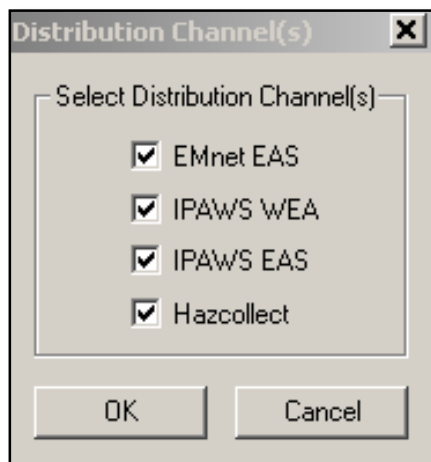 Distribution Channel(s)
Select Distribution Channel(s)
EMnet EAS
IPAWS WEA
IPAWS EAS
Hazcollect
OK Cancel